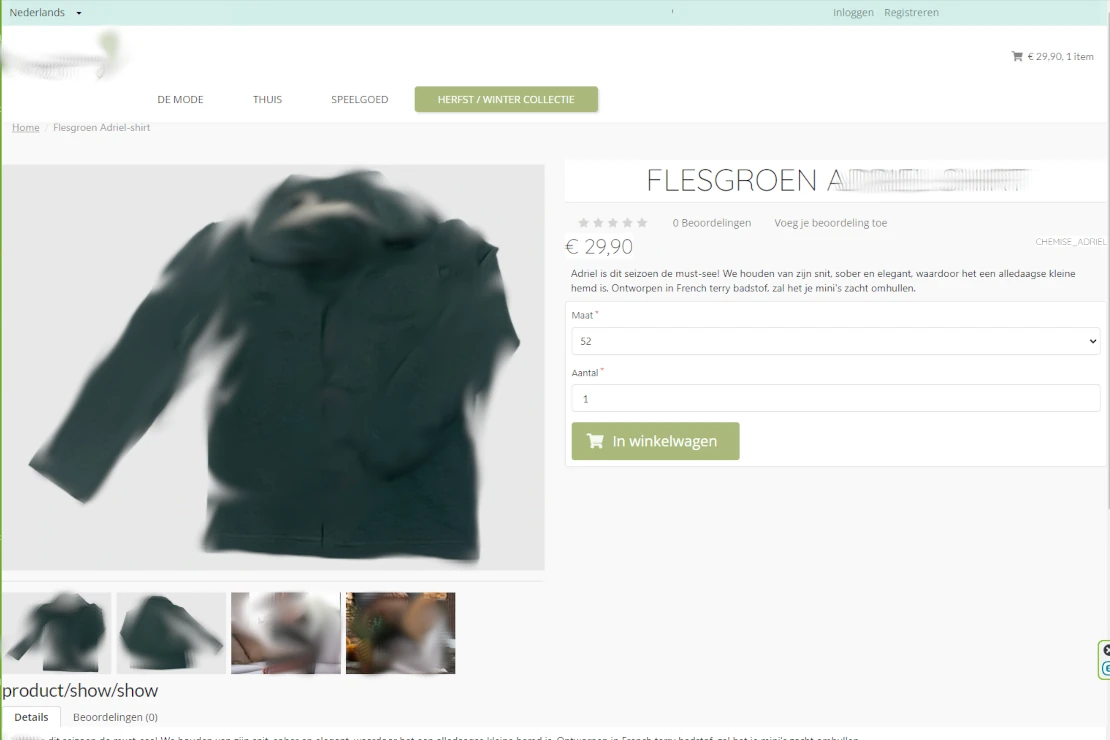 Nederlands
Inloggen Registreren
€ 29,90, 1 item
DE MODE THUIS SPEELGOED HERFST / WINTER COLLECTIE
Home / Flesgroen Adriel-shirt
FLESGROEN
0 Beoordelingen Voeg je beoordeling toe
€ 29,90
CHEMISE_ADRIEL
Adriel is dit seizoen de must-see! We houden van zijn snit, sober en elegant, waardoor het een alledaagse kleine
hemd is. Ontworpen in French terry badstof, zal het je mini's zacht omhullen.
Maat *
52
Aantal *
1
In winkelwagen
product/show/show
Details Beoordelingen (0)
dit seizoen de must-see! We houden van zijn snit, sober en elegant, waardoor het een alledaagse kleine hemd is. Ontworpen in French terry badstof, zal het je mini's zacht omhullen.